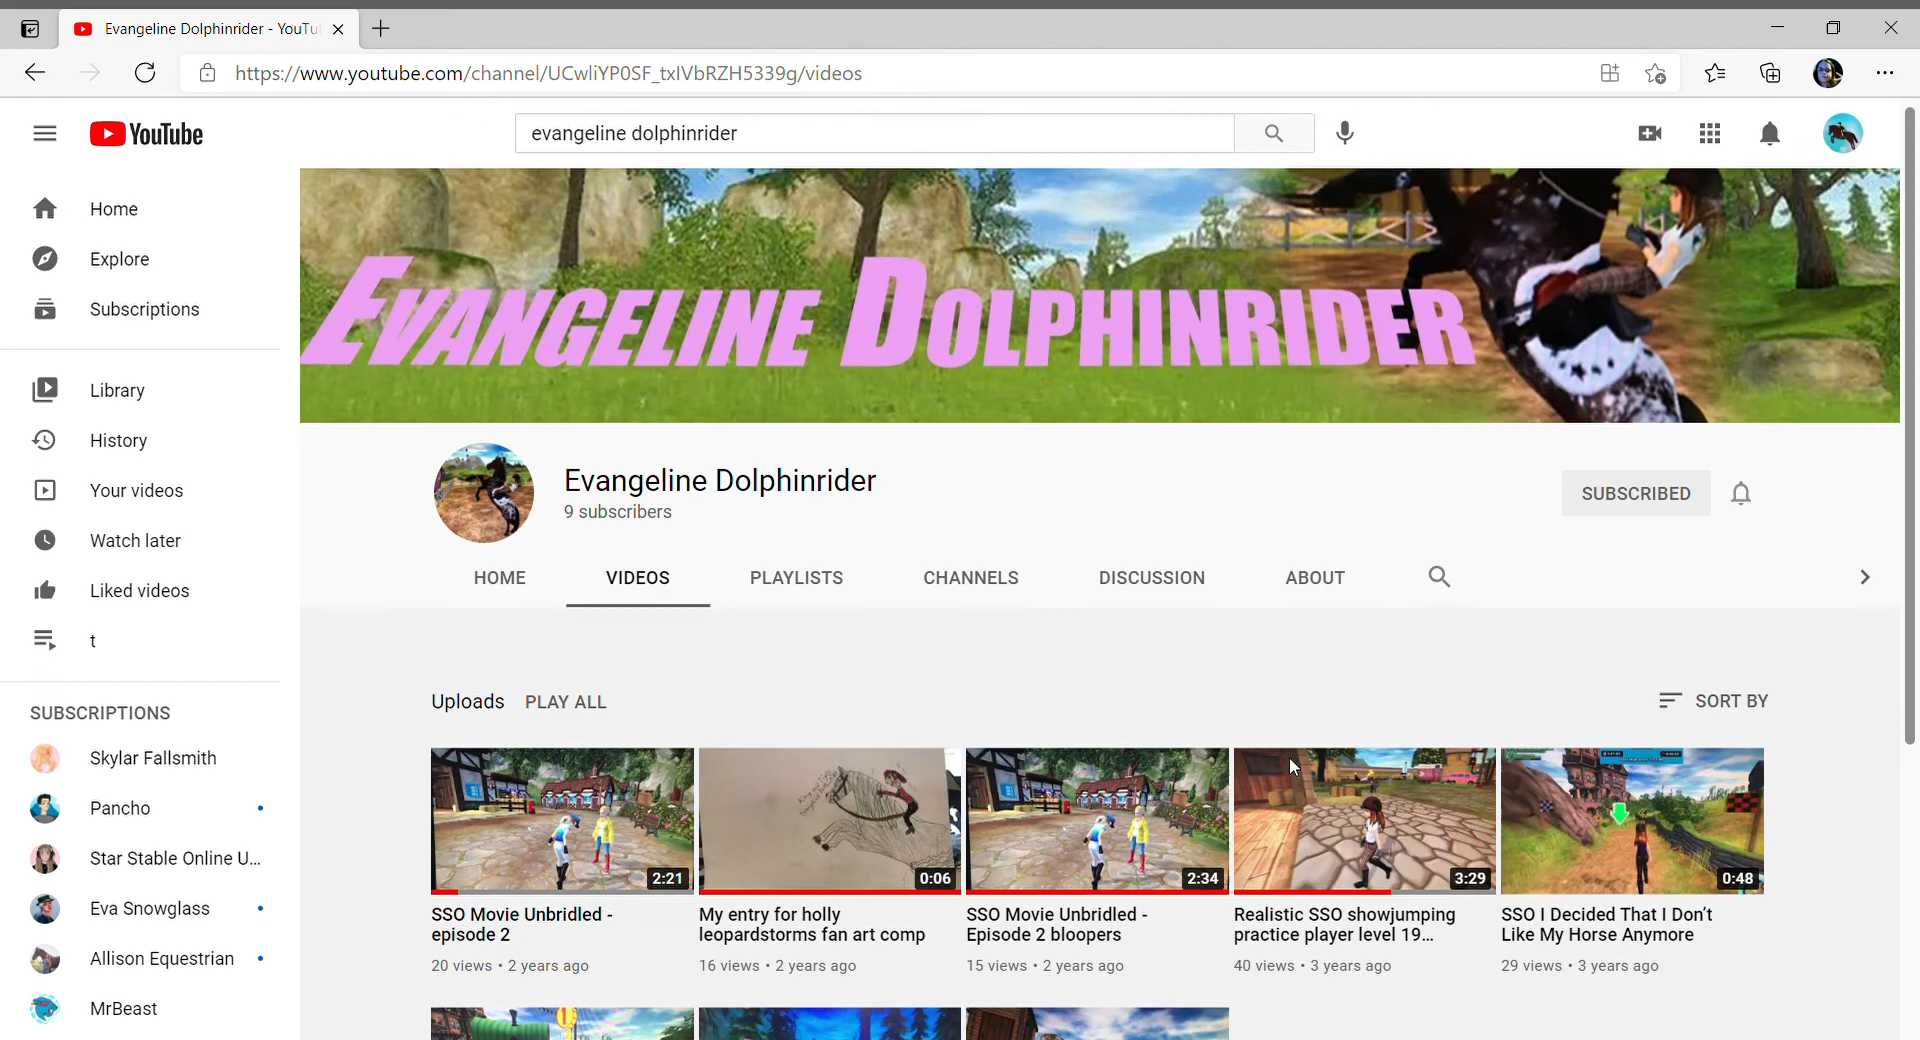 Evangeline Dolphinrider - YouTu
https://www.youtube.com/channel/UCwliYP0SF_txIVbRZH5339g/videos
YouTube
evangeline dolphinrider
Home
Explore
Subscriptions
Library
History
Your videos
Watch later
Liked videos
t
SUBSCRIPTIONS
Skylar Fallsmith
Pancho
Star Stable Online U...
Eva Snowglass
Allison Equestrian
MrBeast
EVANGELINE DOLPHINRIDER
Evangeline Dolphinrider
9 subscribers
SUBSCRIBED
HOME VIDEOS PLAYLISTS CHANNELS DISCUSSION ABOUT
Uploads PLAY ALL
SORT BY
2:21
SSO Movie Unbridled -
episode 2
20 views • 2 years ago
0:06
My entry for holly
leopardstorms fan art comp
16 views • 2 years ago
2:34
SSO Movie Unbridled -
Episode 2 bloopers
15 views • 2 years ago
3:29
Realistic SSO showjumping
practice player level 19...
40 views • 3 years ago
0:48
SSO I Decided That I Don't
Like My Horse Anymore
29 views • 3 years ago
1